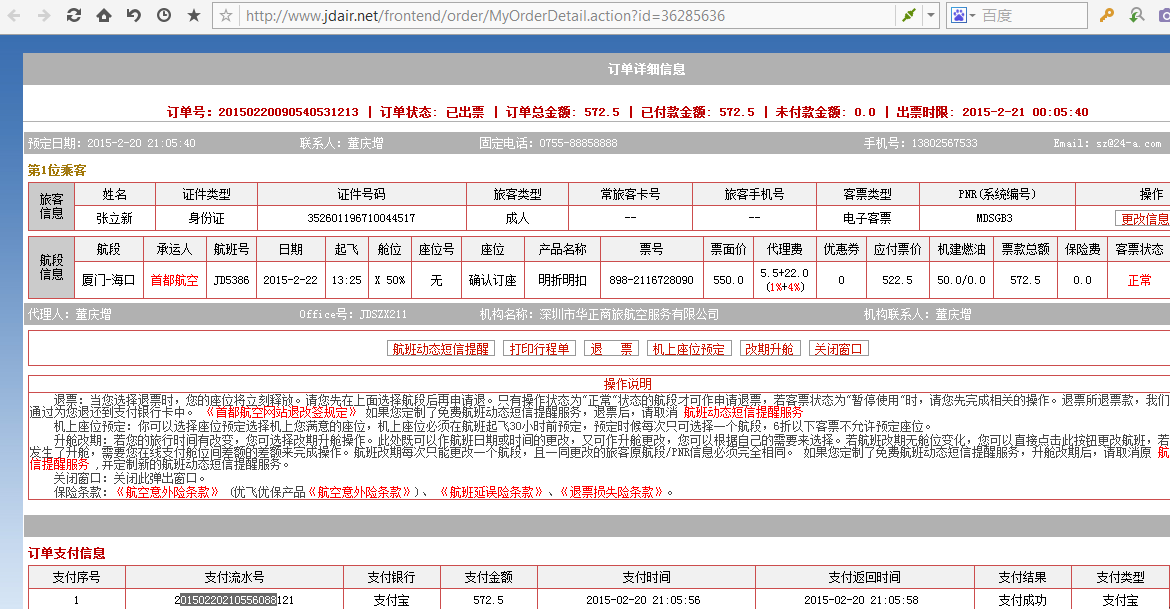 http://www.jdair.net/frontend/order/MyOrderDetail.action?id=36285636 百度
订单详细信息
订单号: 20150220090540531213 | 订单状态: 已出票 | 订单总金额: 572.5 | 已付款金额: 572.5 | 未付款金额: 0.0 | 出票时限: 2015-2-21 00:05:40
预定日期: 2015-2-20 21:05:40 联系人: 董庆增 固定电话: 0755-88858888 手机号: 13802567533 Email: sz@24-a.com
第1位乘客
旅客信息 姓名 证件类型 证件号码 旅客类型 常旅客卡号 旅客手机号 客票类型 PNR(系统编号) 操作
张立新 身份证 352601196710044517 成人 -- -- 电子客票 MDSGB3 更改信息
航段信息 航段 承运人 航班号 日期 起飞 舱位 座位号 座位 产品名称 票号 票面价 代理费 优惠券 应付票价 机建燃油 票款总额 保险费 客票状态
厦门-海口 首都航空 JD5386 2015-2-22 13:25 X 50% 无 确认订座 明折明扣 898-2116728090 550.0 5.5+22.0 (1%+4%) 0 522.5 50.0/0.0 572.5 0.0 正常
代理人: 董庆增 Office号: JDSZX211 机构名称: 深圳市华正商旅航空服务有限公司 机构联系人: 董庆增
航班动态短信提醒 打印行程单 退 票 机上座位预定 改期升舱 关闭窗口
操作说明
退票: 当您选择退票时, 您的座位将立刻释放。请您先在上面选择航段后再申请退。只有操作状态为"正常"状态的航段才可作申请退票, 若客票状态为"暂停使用"时, 请您先完成相关的操作。退票所退票款, 我们
通过为您退还到支付银行卡中。 《首都航空网站退改签规定》 如果您定制了免费航班动态短信提醒服务, 退票后, 请取消 航班动态短信提醒服务
机上座位预定: 你可以选择座位预定选择机上您满意的座位, 机上座位必须在航班起飞30小时前预定, 预定时候每次只可选择一个航段, 6折以下客票不允许预定座位。
升舱改期: 若您的旅行时间有改变, 您可选择改期升舱操作。此处既可以作航班日期或时间的更改, 又可作升舱更改, 您可以根据自己的需要来选择。若航班改期无舱位变化, 您可以直接点击此按钮更改航班, 若
发生了升舱, 需要您在线支付舱位间差额的差额来完成操作。航班改期每次只能更改一个航段, 且一同更改的旅客原航段/PNR信息必须完全相同。 如果您定制了免费航班动态短信提醒服务, 升舱改期后, 请取消原 航
信提醒服务 , 并定制新的航班动态短信提醒服务。
关闭窗口: 关闭此弹出窗口。
保险条款: 《航空意外险条款》 (优飞优保产品《航空意外险条款》)、 《航班延误险条款》、《退票损失险条款》。
订单支付信息
支付序号 支付流水号 支付银行 支付金额 支付时间 支付返回时间 支付结果 支付类型
1 20150220210556088121 支付宝 572.5 2015-02-20 21:05:56 2015-02-20 21:05:58 支付成功 支付宝